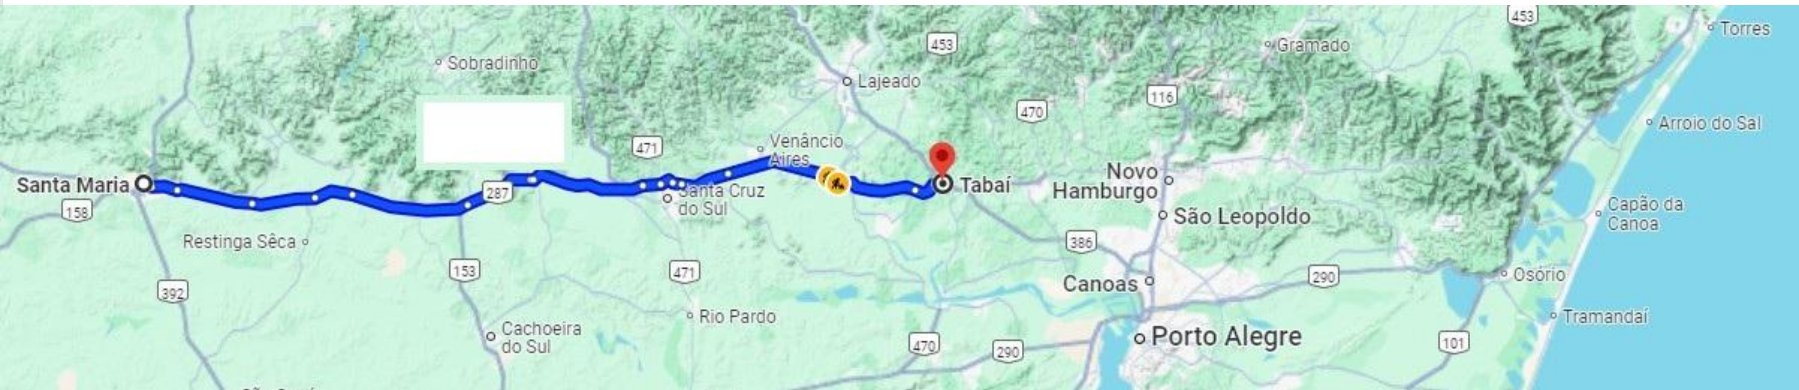 453
453
Torres
Gramado
Sobradinho
Lajeado
116
470
Arroio do Sal
Venâncio
Aires
471
Santa Maria
287
Santa Cruz
do Sul
Tabaí
Novo
Hamburgo
158
São Leopoldo
Capão da
Canoa
Restinga Sêca
386
153
471
Canoas
290
Osório
392
Rio Pardo
Tramandaí
Cachoeira
do Sul
Porto Alegre
470
290
101